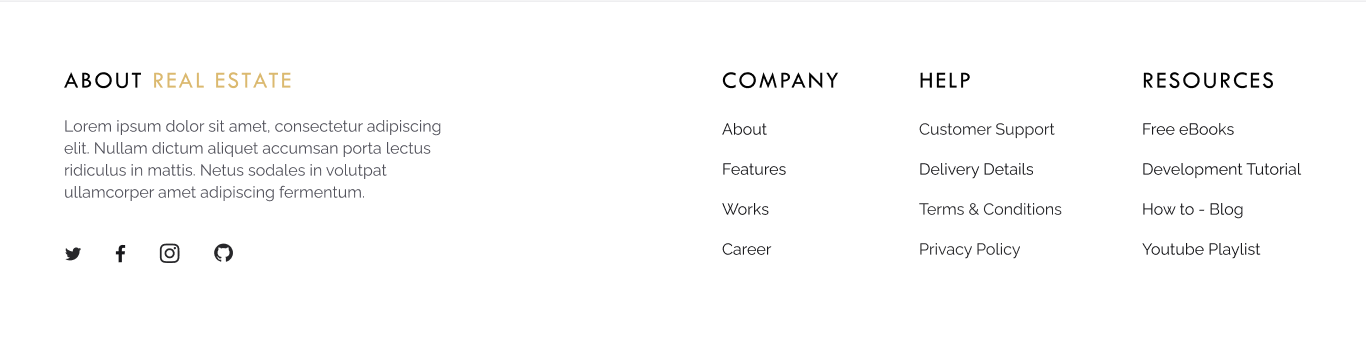 ABOUT REAL ESTATE
Lorem ipsum dolor sit amet, consectetur adipiscing
elit. Nullam dictum aliquet accumsan porta lectus
ridiculus in mattis. Netus sodales in volutpat
ullamcorper amet adipiscing fermentum.
COMPANY
About
Features
Works
Career
HELP
Customer Support
Delivery Details
Terms & Conditions
Privacy Policy
RESOURCES
Free eBooks
Development Tutorial
How to - Blog
Youtube Playlist